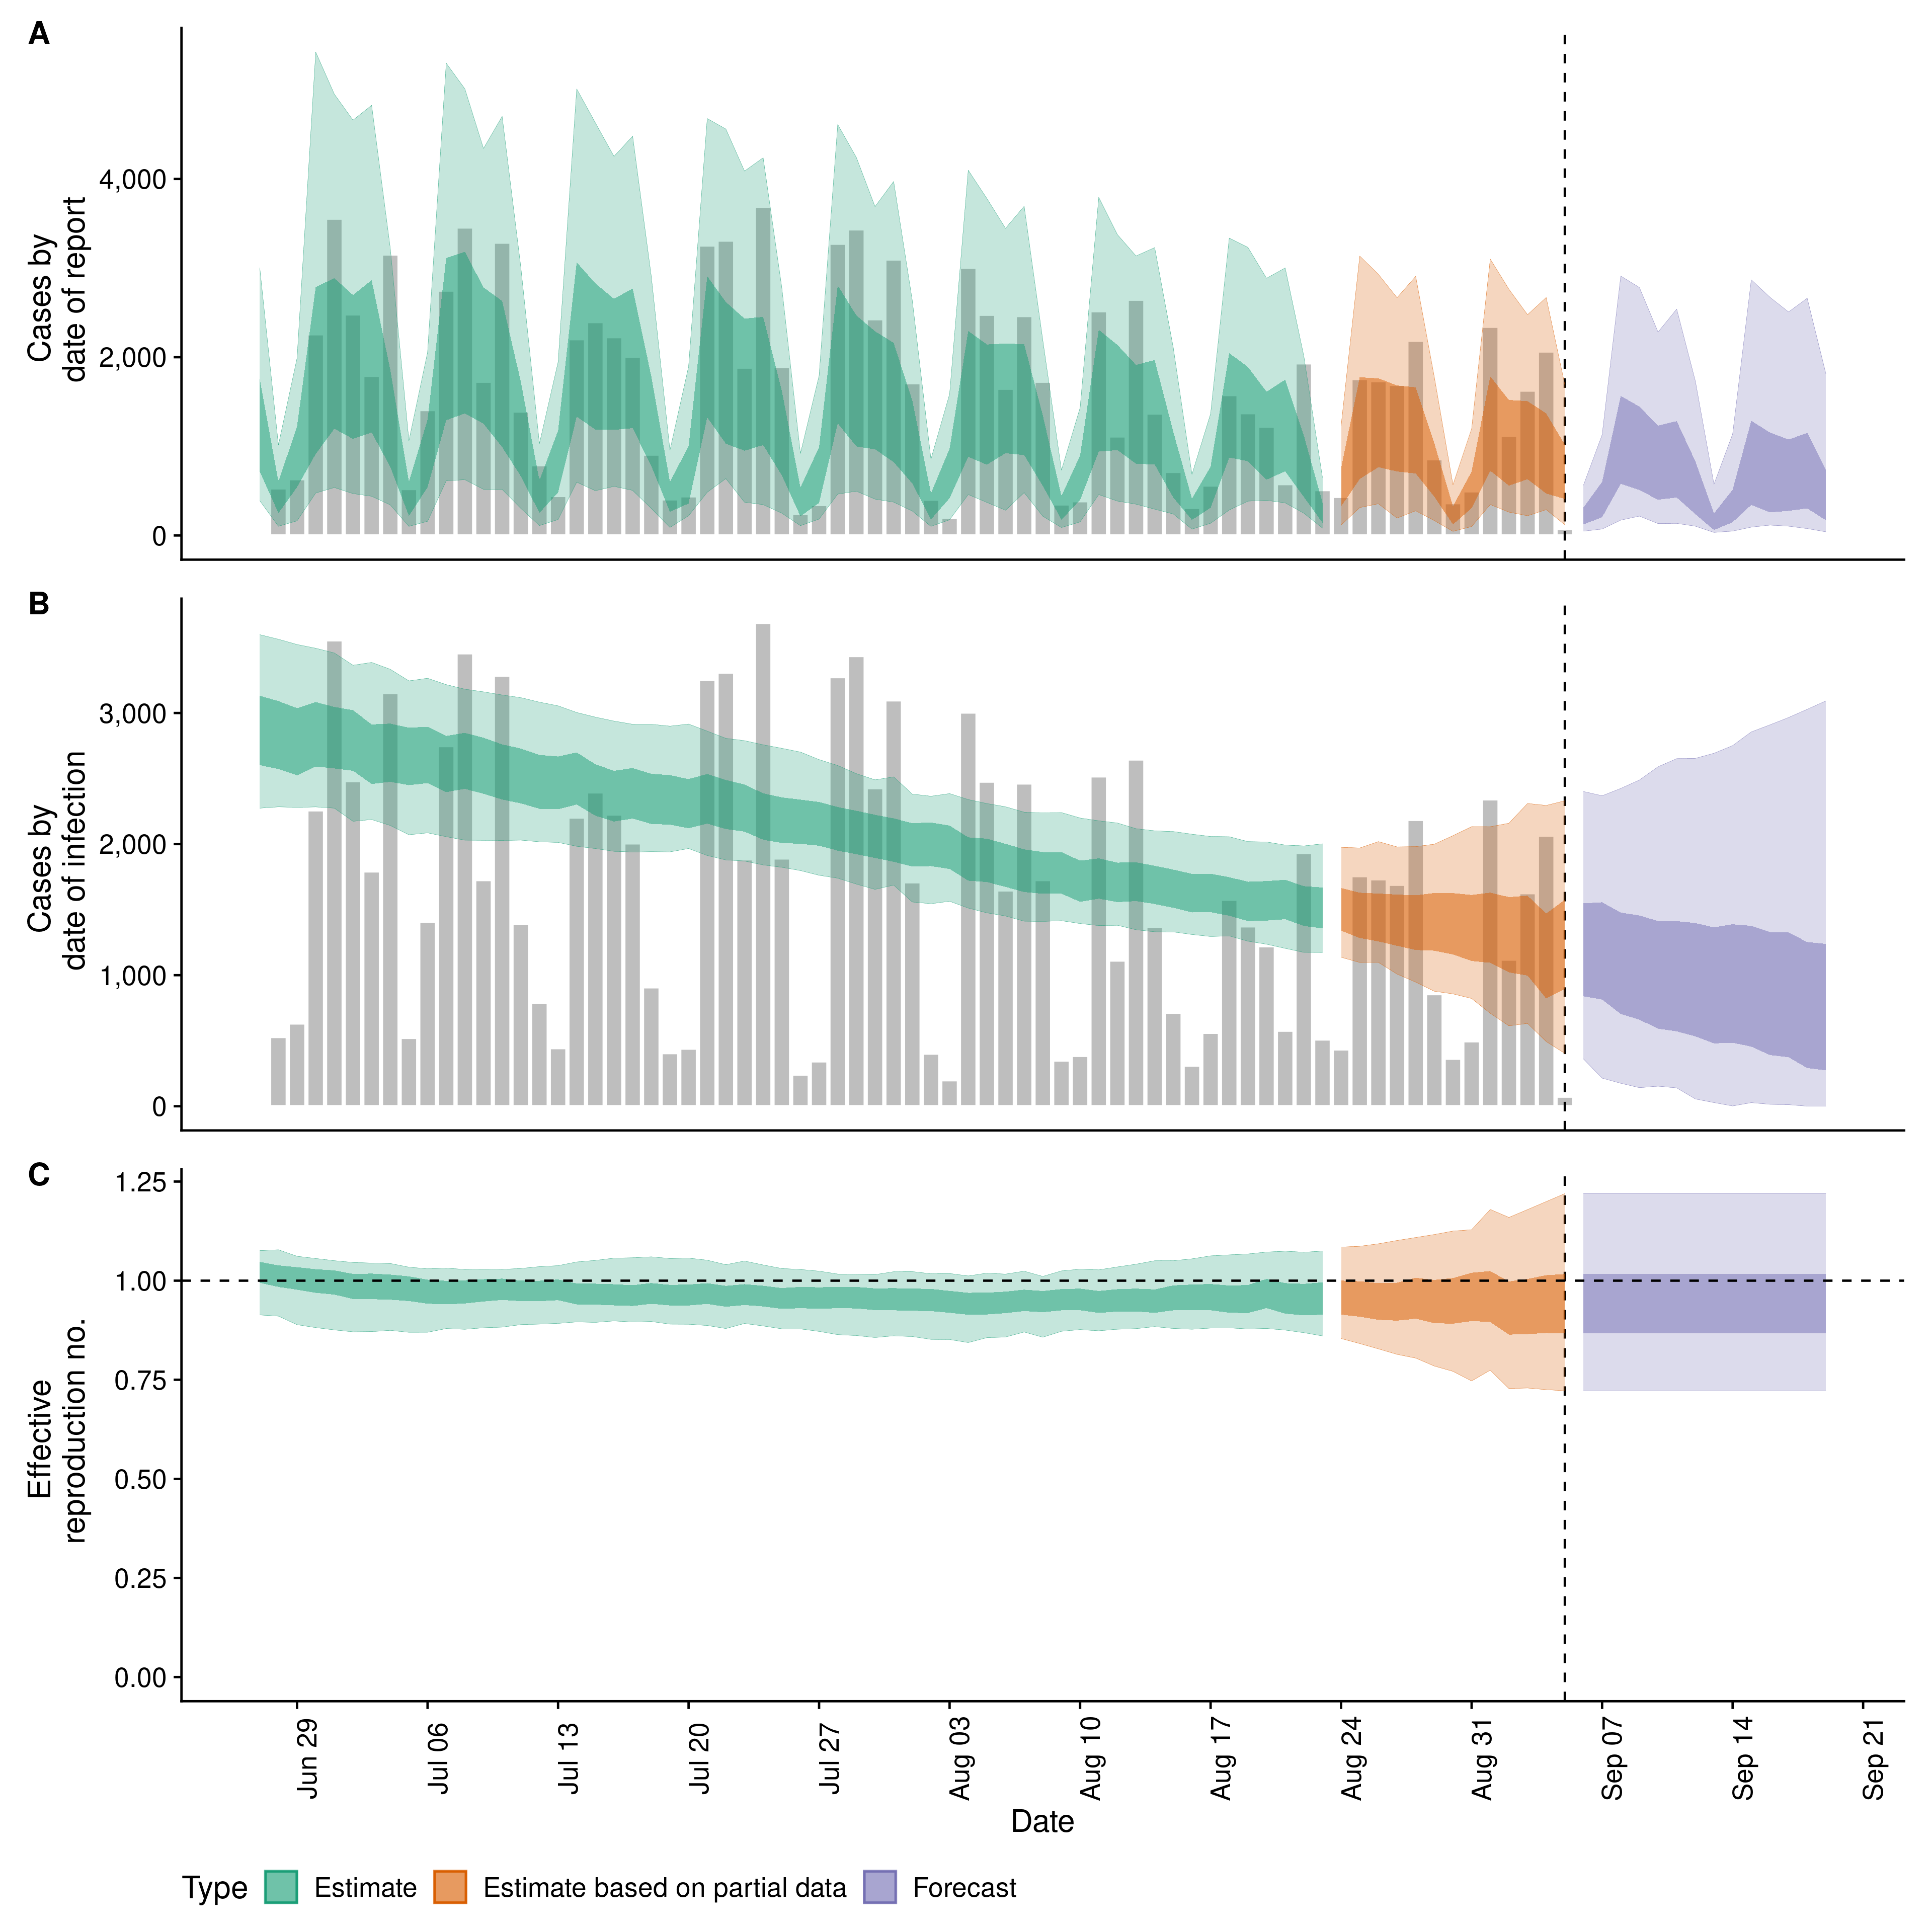 A
Cases by
date of report
4,000
2,000
0
B
Cases by
date of infection
3,000
2,000
1,000
0
C
Effective
reproduction no.
1.25
1.00
0.75
0.50
0.25
0.00
Jun 29
Jul 06
Jul 13
Jul 20
Jul 27
Aug 03
Aug 10
Aug 17
Aug 24
Aug 31
Sep 07
Sep 14
Sep 21
Date
Type Estimate Estimate based on partial data Forecast